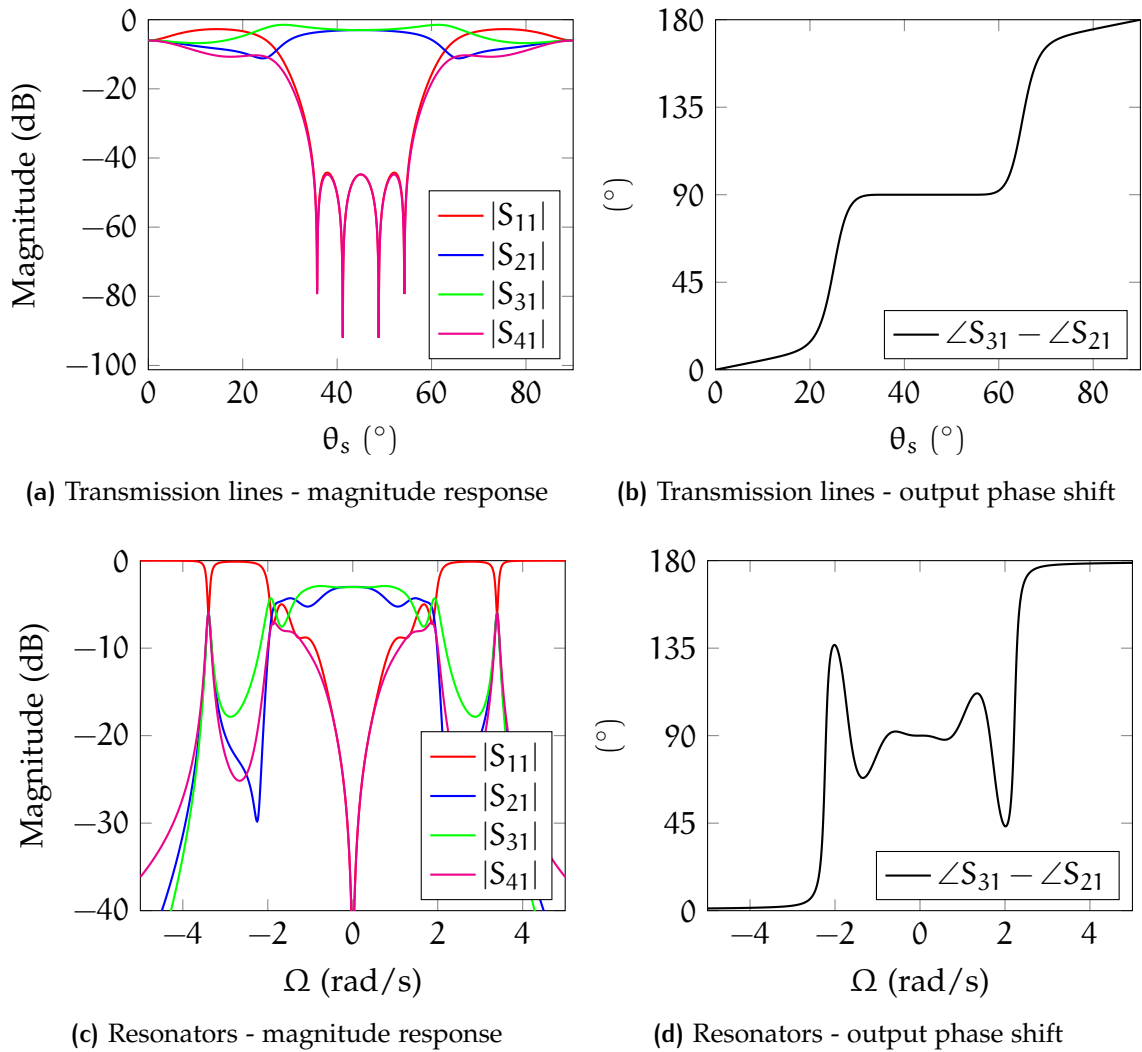 Magnitude (dB)
0
−20
−40
−60
−80
−100
0 20 40 60 80
θs (°)
|S11|
|S21|
|S31|
|S41|
(a) Transmission lines - magnitude response
(°)
180
135
90
45
0
0 20 40 60 80
θs (°)
∠S31 − ∠S21
(b) Transmission lines - output phase shift
Magnitude (dB)
0
−10
−20
−30
−40
−4 −2 0 2 4
Ω (rad/s)
|S11|
|S21|
|S31|
|S41|
(c) Resonators - magnitude response
(°)
180
135
90
45
0
−4 −2 0 2 4
Ω (rad/s)
∠S31 − ∠S21
(d) Resonators - output phase shift